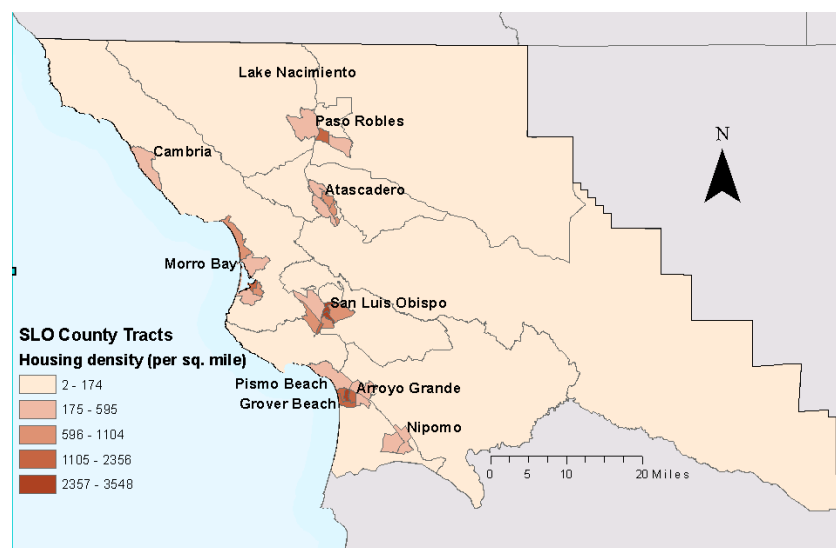 Lake Nacimiento
Paso Robles
N
Cambria
Atascadero
Morro Bay
San Luis Obispo
SLO County Tracts
Housing density (per sq. mile)
2 - 174
175 - 595
596 - 1104
1105 - 2356
2357 - 3548
Pismo Beach
Arroyo Grande
Grover Beach
Nipomo
0 5 10 20 Miles